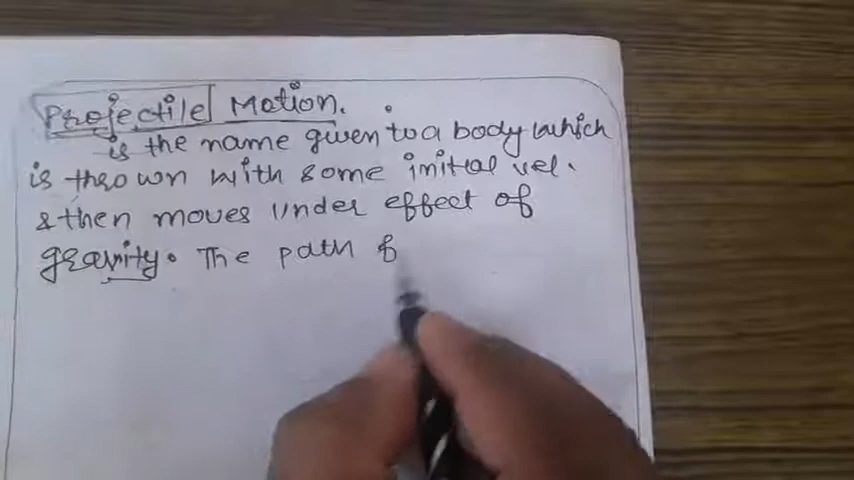 Projectile Motion.
is the name given to a body which
is thrown with some initial vel.
& then moves under effect of
gravity. The path